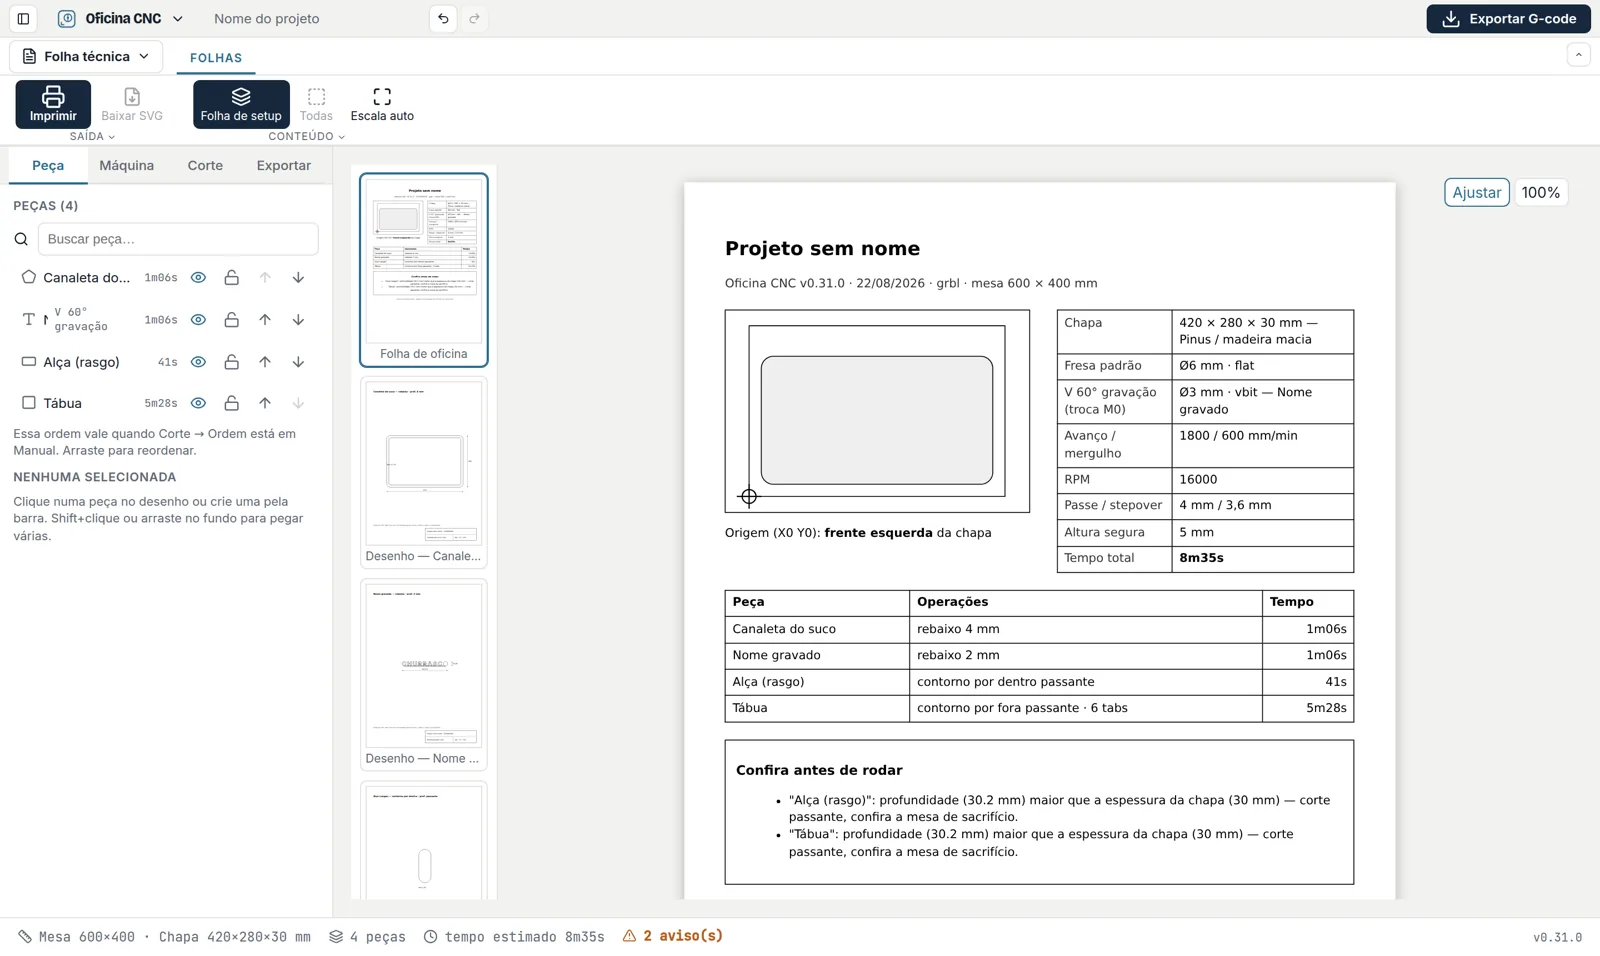 Oficina CNC
Nome do projeto
Exportar G-code
Folha técnica
FOLHAS
Imprimir
Baixar SVG
Folha de setup
Todas
Escala auto
SAÍDA
CONTEÚDO
Peça
Máquina
Corte
Exportar
PEÇAS (4)
Buscar peça…
Canaleta do… 1m06s
V 60° gravação 1m06s
Alça (rasgo) 41s
Tábua 5m28s
Essa ordem vale quando Corte → Ordem está em
Manual. Arraste para reordenar.
NENHUMA SELECIONADA
Clique numa peça no desenho ou crie uma pela
barra. Shift+clique ou arraste no fundo para pegar
várias.
Projeto sem nome
Folha de oficina
Desenho — Canale…
CHURRASCO
Desenho — Nome …
Ajustar
100%
Projeto sem nome
Oficina CNC v0.31.0 · 22/08/2026 · grbl · mesa 600 × 400 mm
Origem (X0 Y0): frente esquerda da chapa
Chapa 420 × 280 × 30 mm —
Pinus / madeira macia
Fresa padrão Ø6 mm · flat
V 60° gravação (troca M0) Ø3 mm · vbit — Nome gravado
Avanço / mergulho 1800 / 600 mm/min
RPM 16000
Passe / stepover 4 mm / 3,6 mm
Altura segura 5 mm
Tempo total 8m35s
Peça Operações Tempo
Canaleta do suco rebaixo 4 mm 1m06s
Nome gravado rebaixo 2 mm 1m06s
Alça (rasgo) contorno por dentro passante 41s
Tábua contorno por fora passante · 6 tabs 5m28s
Confira antes de rodar
• "Alça (rasgo)": profundidade (30.2 mm) maior que a espessura da chapa (30 mm) — corte
passante, confira a mesa de sacrifício.
• "Tábua": profundidade (30.2 mm) maior que a espessura da chapa (30 mm) — corte
passante, confira a mesa de sacrifício.
Mesa 600×400 · Chapa 420×280×30 mm
4 peças
tempo estimado 8m35s
2 aviso(s)
v0.31.0